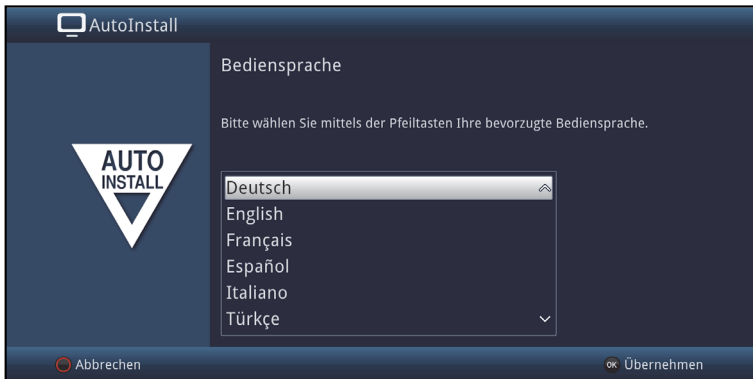 AutoInstall
Bediensprache
Bitte wählen Sie mittels der Pfeiltasten Ihre bevorzugte Bediensprache.
AUTO
INSTALL
Deutsch
English
Français
Español
Italiano
Türkçe
Abbrechen
OK Übernehmen